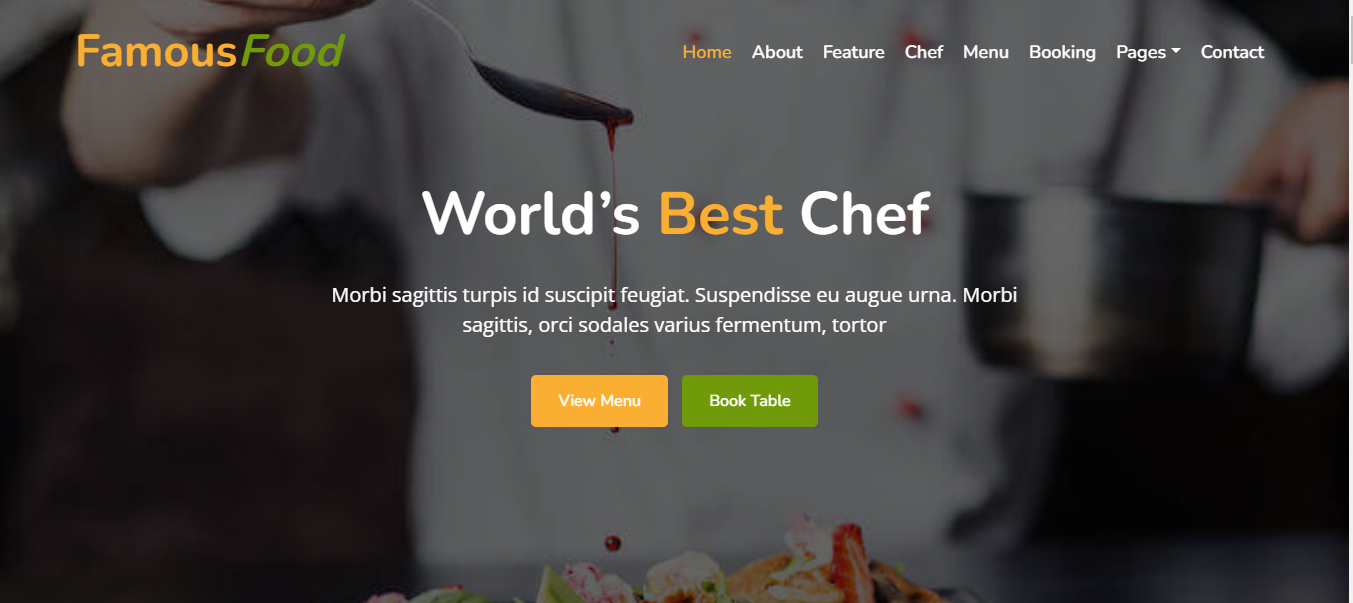 FamousFood
Home About Feature Chef Menu Booking Pages Contact
World’s Best Chef
Morbi sagittis turpis id suscipit feugiat. Suspendisse eu augue urna. Morbi
sagittis, orci sodales varius fermentum, tortor
View Menu Book Table